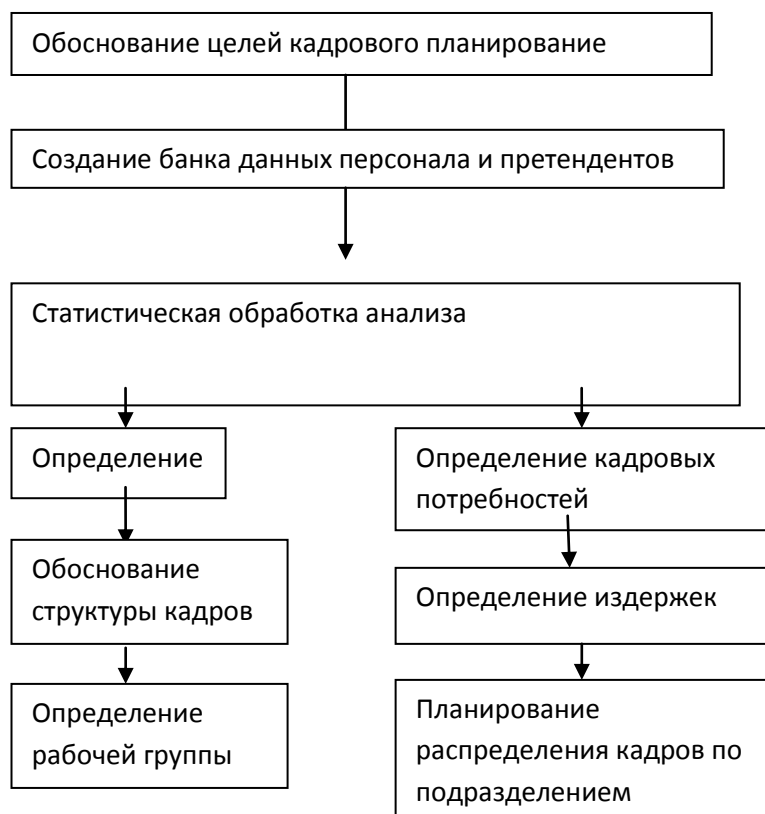 Обоснование целей кадрового планирование
Создание банка данных персонала и претендентов
Статистическая обработка анализа
Определение
Обоснование
структуры кадров
Определение
рабочей группы
Определение кадровых
потребностей
Определение издержек
Планирование
распределения кадров по
подразделением